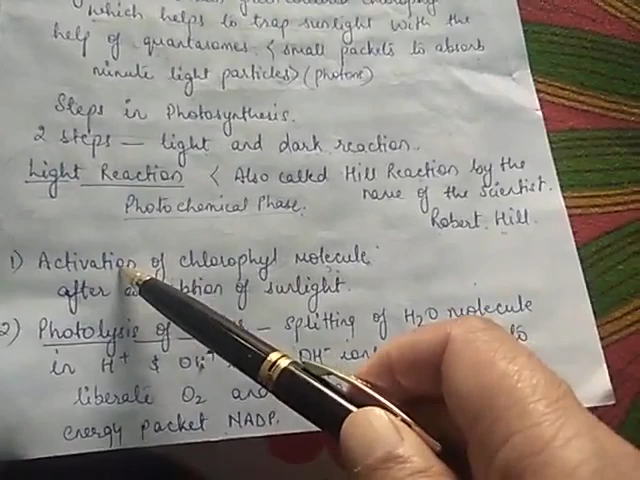 which helps to trap sunlight with the
help of quantasomes < small packets to absorb
minute light particles> (photons)
Steps in Photosynthesis.
2 steps — light and dark reaction.
Light Reaction < Also called Hill Reaction by the
name of the scientist.
Photochemical Phase.
Robert. Hill.
1) Activation of chlorophyl molecule
after of sunlight.
2) Photolysis of — splitting of H2O molecule
in H+ & OH- OH- ions
liberate O2 and
energy packet NADP.